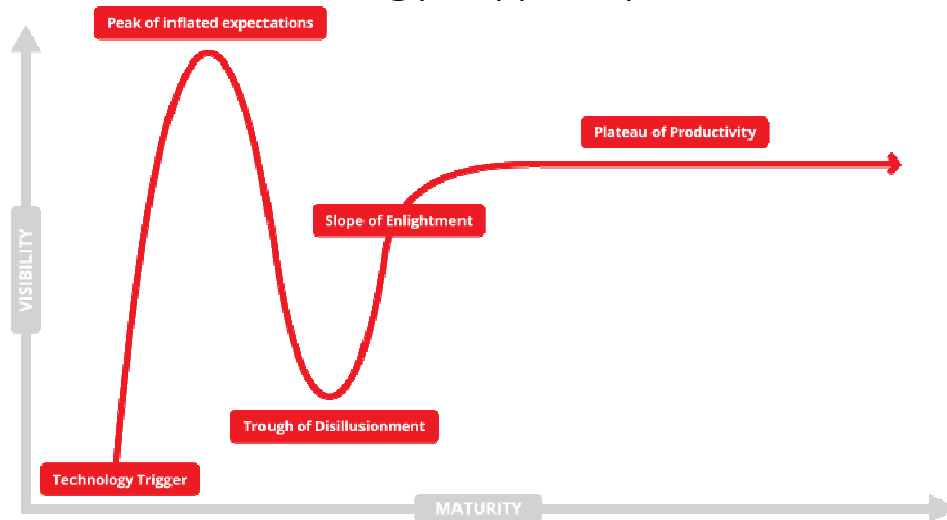 Peak of inflated expectations
Plateau of Productivity
Slope of Enlightment
VISIBILITY
Trough of Disillusionment
Technology Trigger
MATURITY